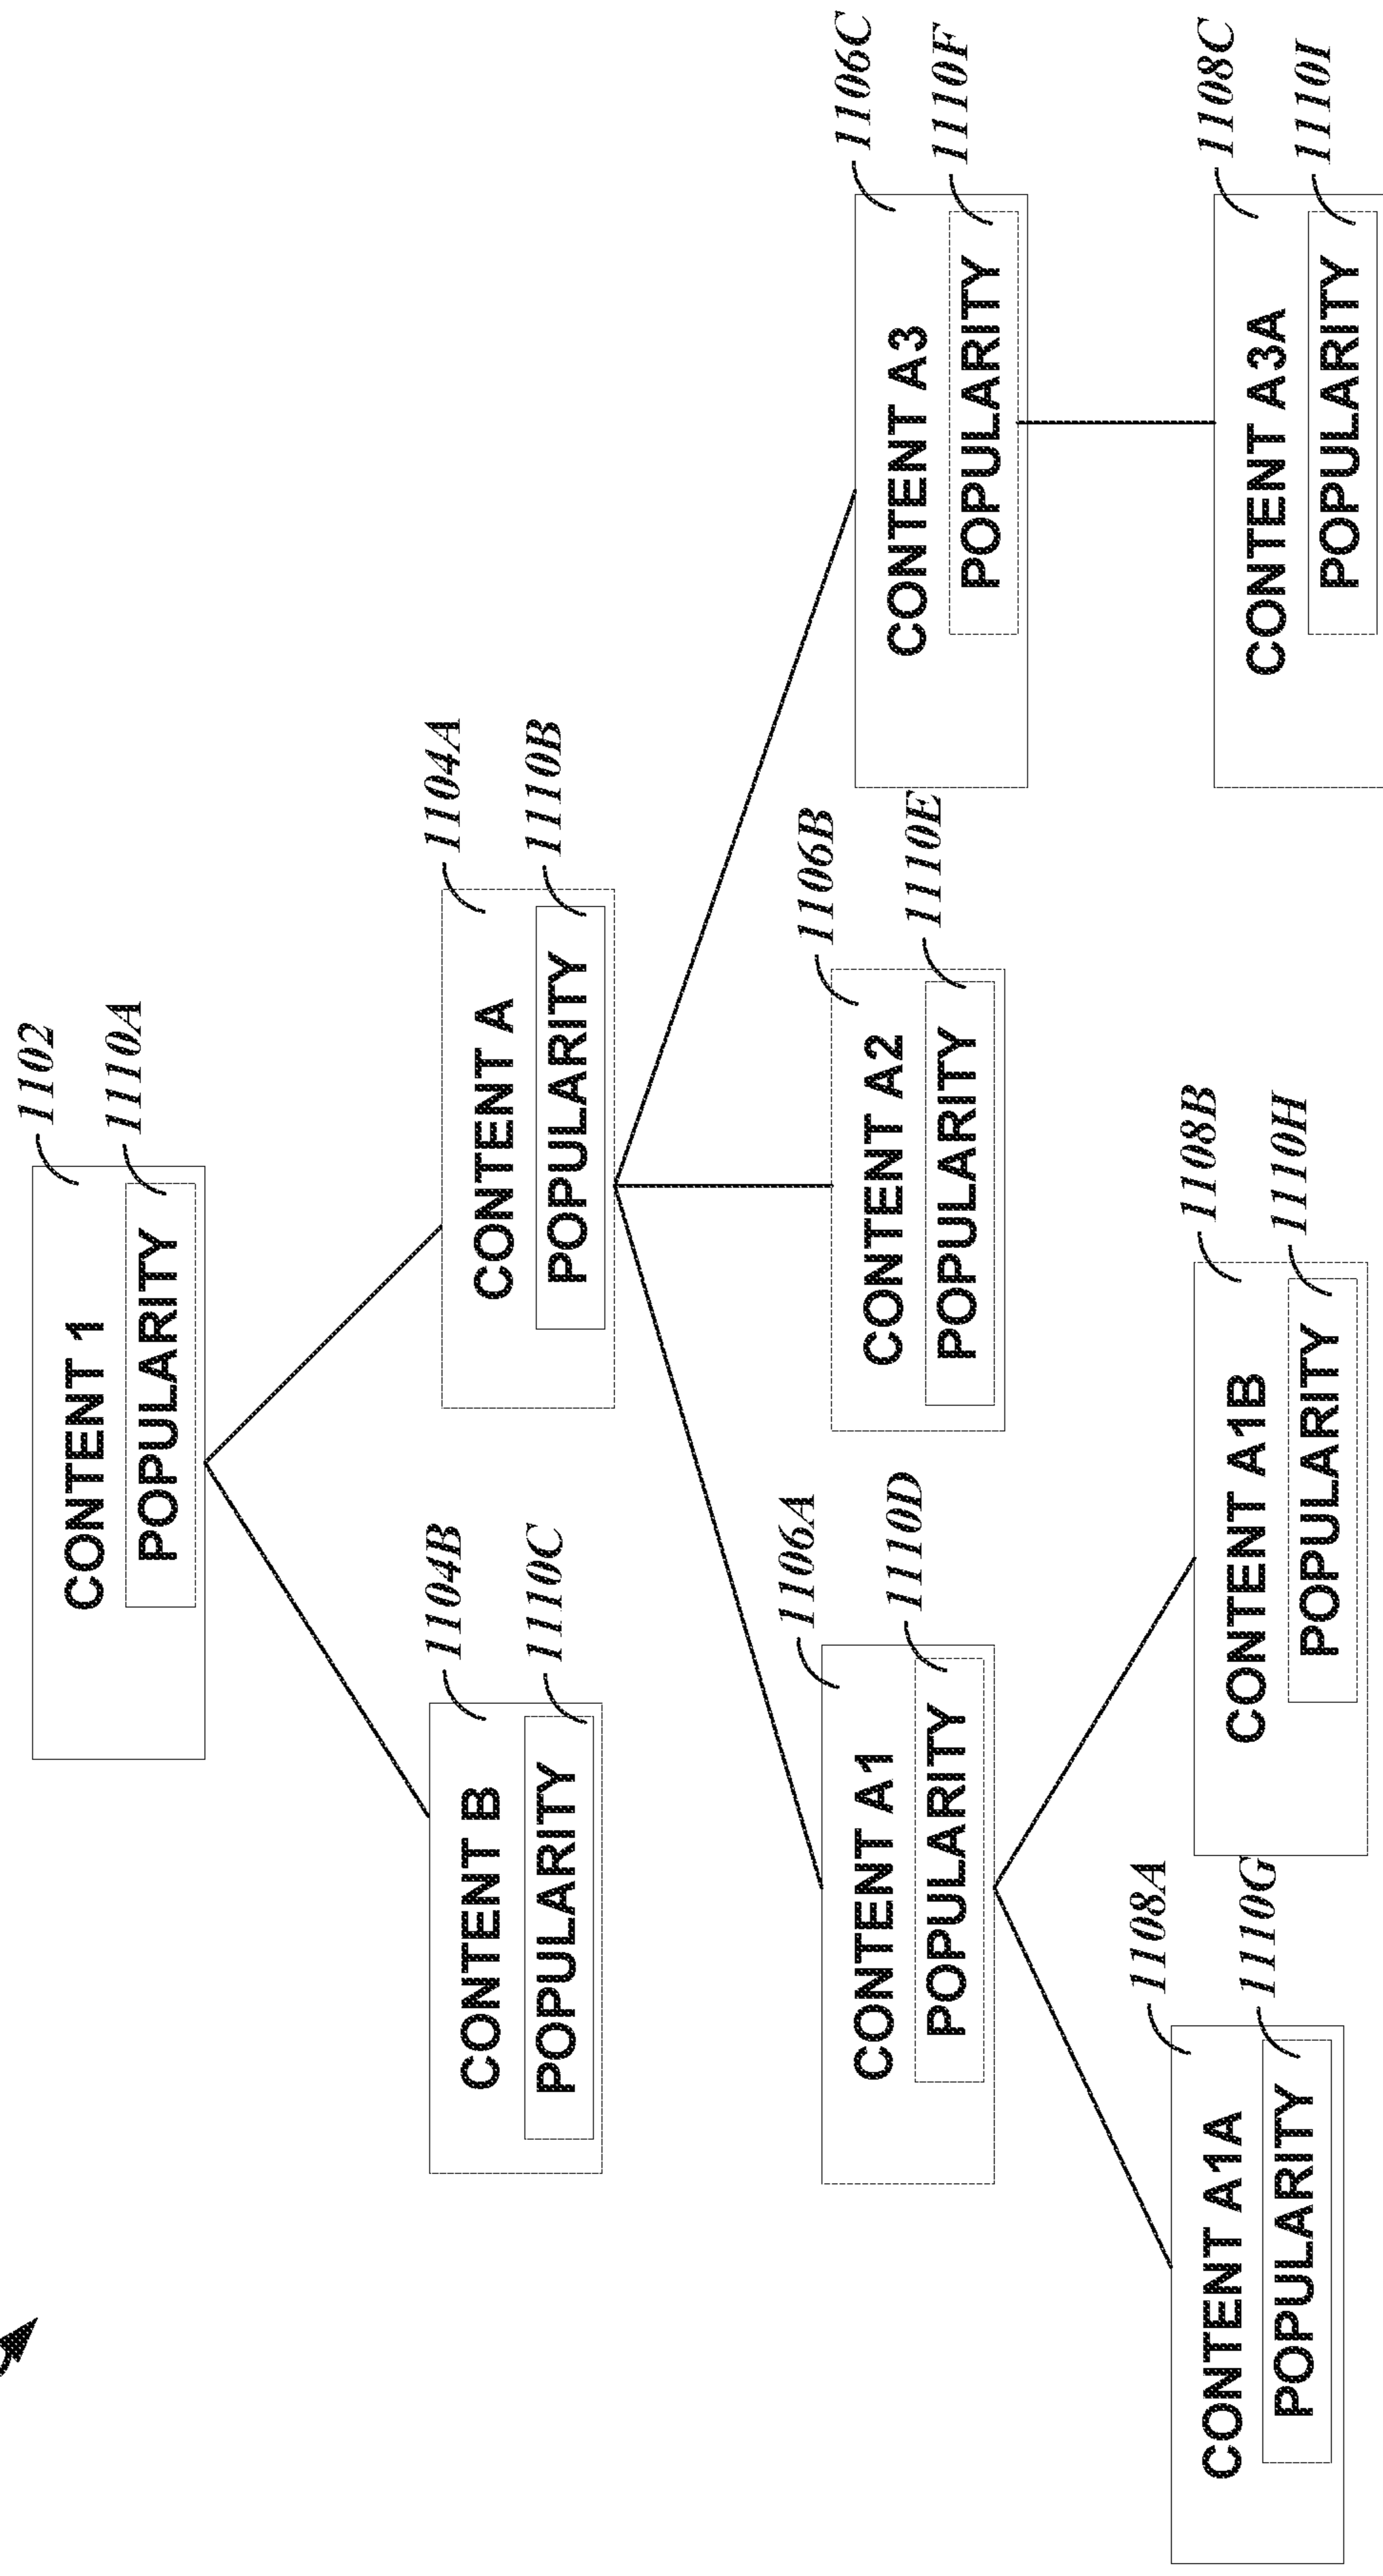 CONTENT 1
POPULARITY
1102
1110A
CONTENT B
POPULARITY
1104B
1110C
CONTENT A
POPULARITY
1104A
1110B
CONTENT A1
POPULARITY
1106A
1110D
CONTENT A2
POPULARITY
1106B
1110E
CONTENT A3
POPULARITY
1106C
1110F
CONTENT A1A
POPULARITY
1108A
1110G
CONTENT A1B
POPULARITY
1108B
1110H
CONTENT A3A
POPULARITY
1108C
1110I